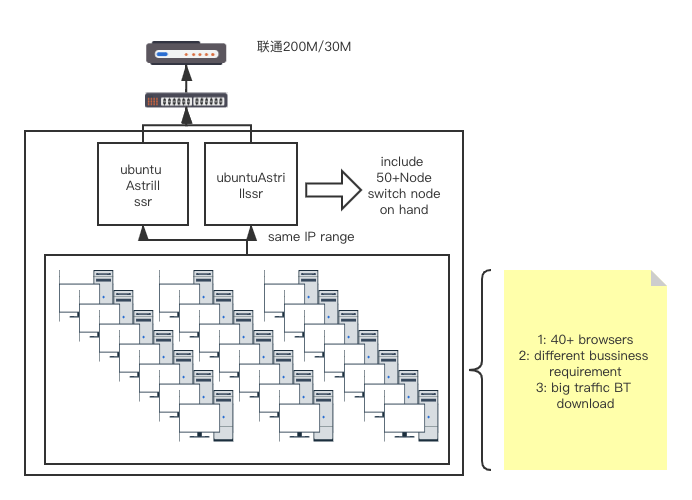 联通200M/30M
ubuntu
Astrill
ssr
ubuntuAstri
llssr
include
50+Node
switch node
on hand
same IP range
1: 40+ browsers
2: different bussiness
requirement
3: big traffic BT
download